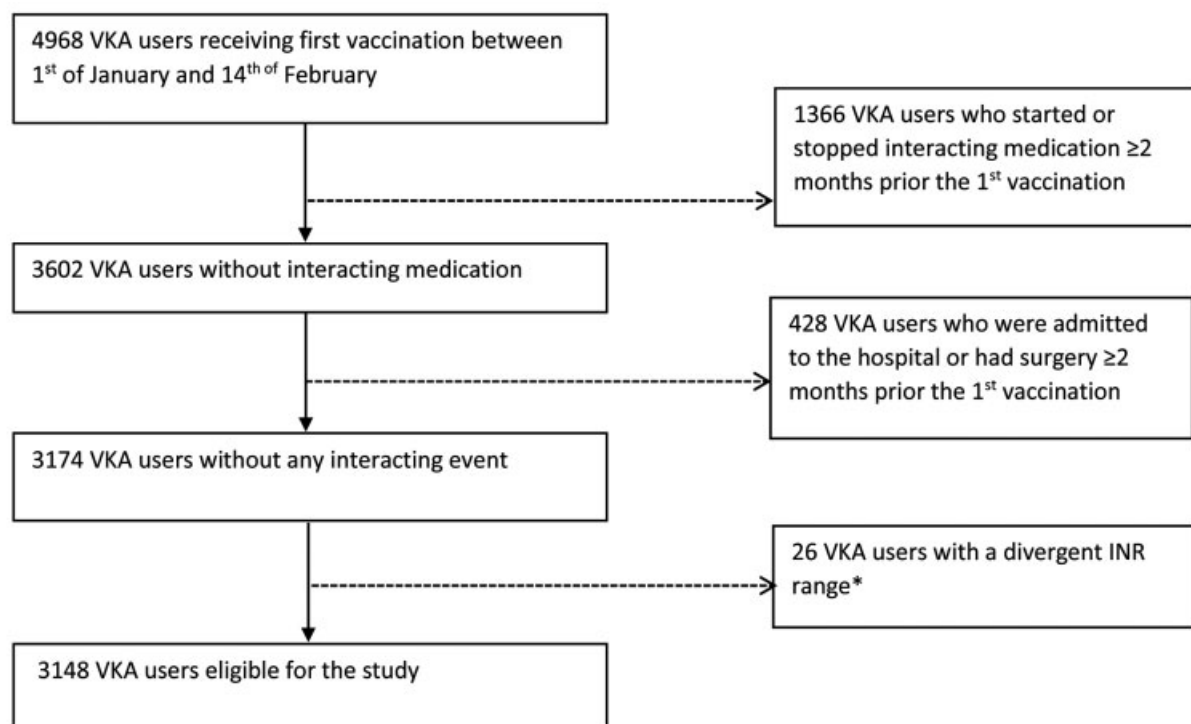 4968 VKA users receiving first vaccination between
1st of January and 14th of February
1366 VKA users who started or
stopped interacting medication ≥2
months prior the 1st vaccination
3602 VKA users without interacting medication
428 VKA users who were admitted
to the hospital or had surgery ≥2
months prior the 1st vaccination
3174 VKA users without any interacting event
26 VKA users with a divergent INR
range*
3148 VKA users eligible for the study